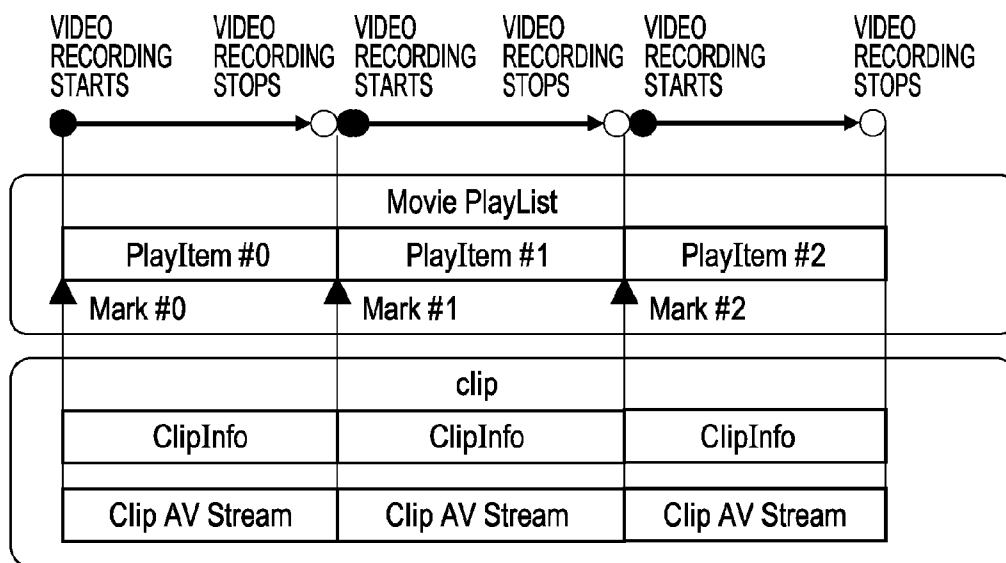 VIDEO RECORDING STARTS
VIDEO RECORDING STOPS
VIDEO RECORDING STARTS
VIDEO RECORDING STOPS
VIDEO RECORDING STARTS
VIDEO RECORDING STOPS
Movie PlayList
PlayItem #0
PlayItem #1
PlayItem #2
Mark #0
Mark #1
Mark #2
clip
ClipInfo
ClipInfo
ClipInfo
Clip AV Stream
Clip AV Stream
Clip AV Stream